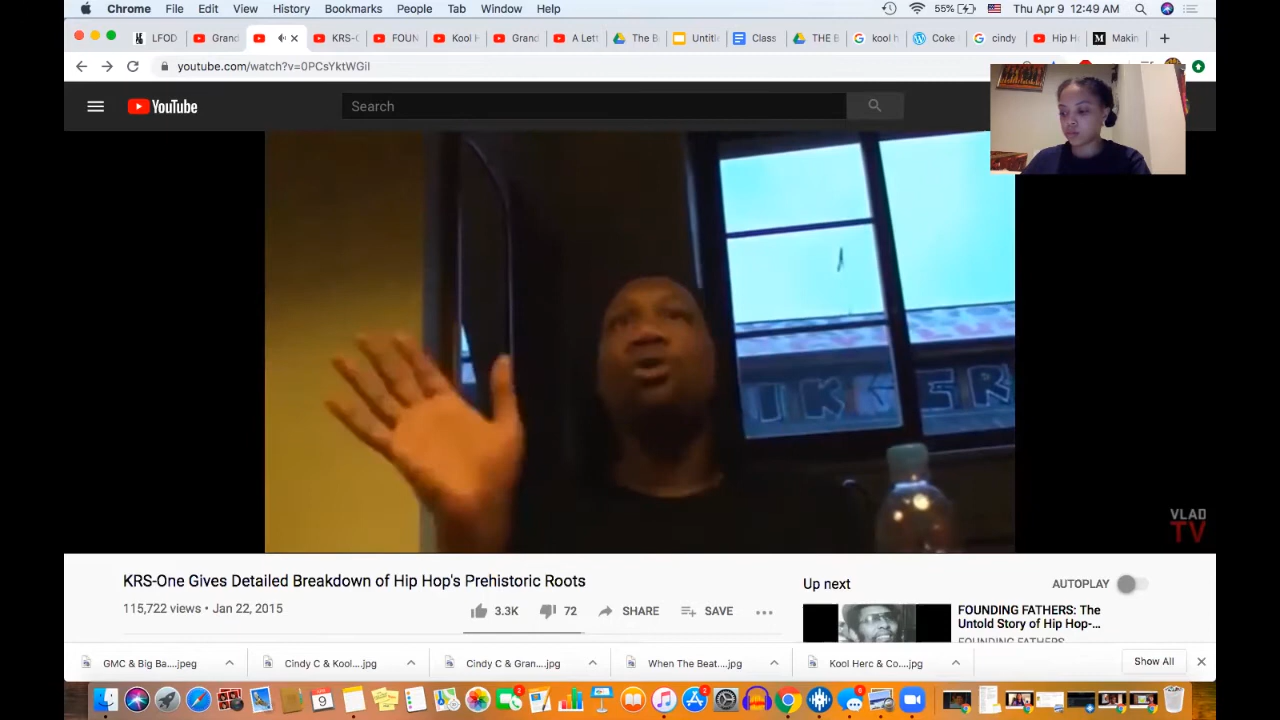 Chrome File Edit View History Bookmarks People Tab Window Help 55% Thu Apr 9 12:49 AM
LFOD Grand KRS-O FOUN Kool H Grand A Lett The B Untitl Class THE B kool h Coke cindy Hip H Makin
youtube.com/watch?v=0PCsYktWGiI
YouTube Search
VLAD
TV
KRS-One Gives Detailed Breakdown of Hip Hop's Prehistoric Roots
115,722 views • Jan 22, 2015
3.3K 72 SHARE SAVE
Up next AUTOPLAY
FOUNDING FATHERS: The
Untold Story of Hip Hop-...
FOUNDING FATHERS
GMC & Big Ba....jpeg Cindy C & Kool....jpg Cindy C & Gran....jpg When The Beat....jpg Kool Herc & Co....jpg Show All